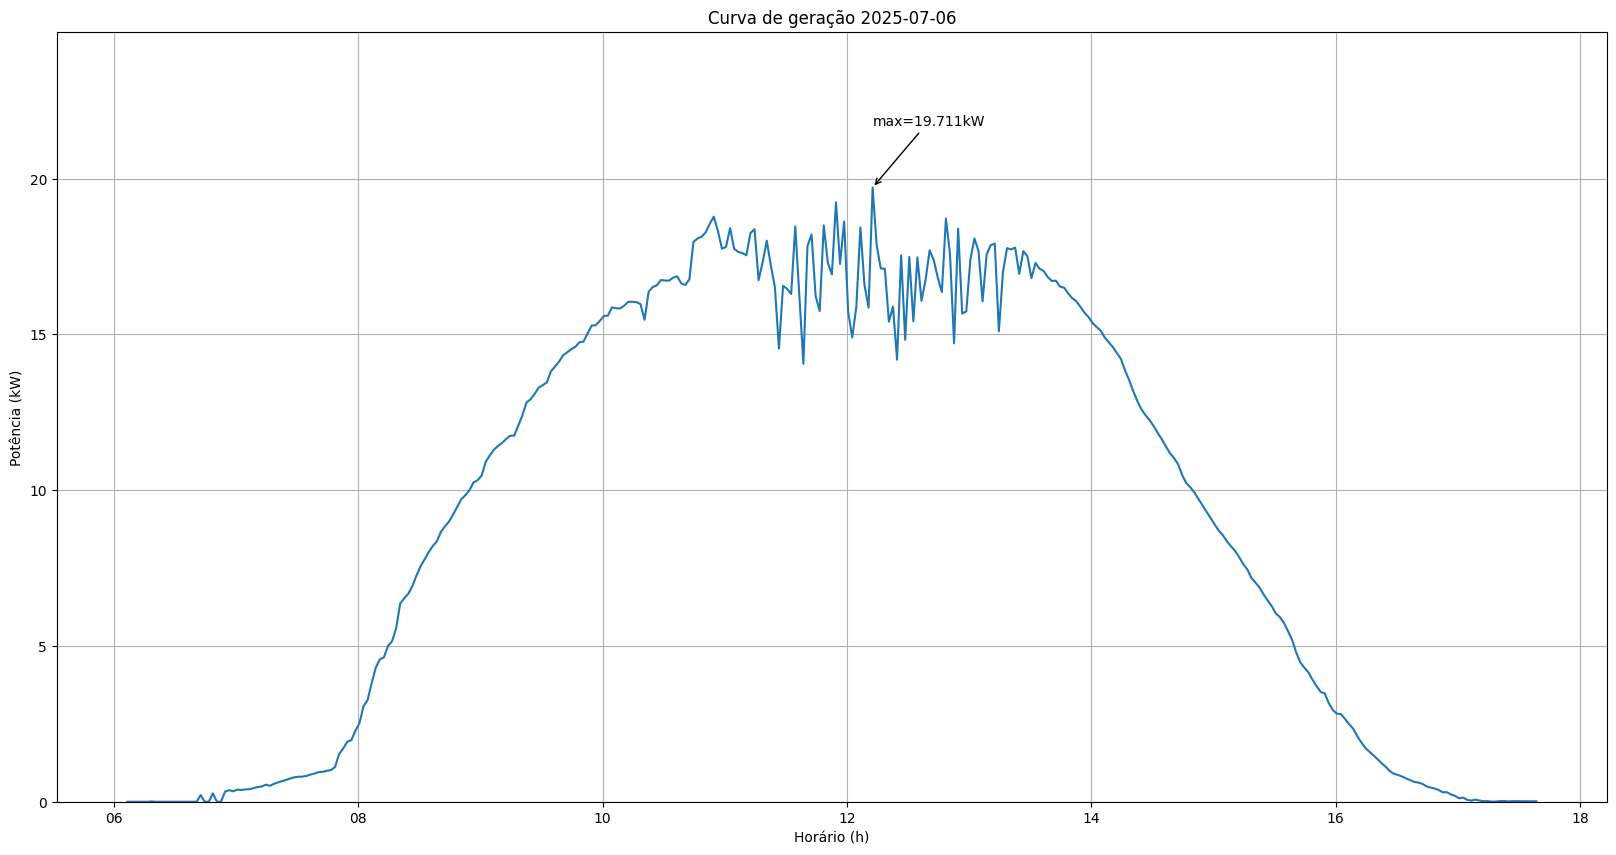 Curva de geração 2025-07-06
max=19.711kW
Potência (kW)
20
15
10
5
0
06 08 10 12 14 16 18
Horário (h)